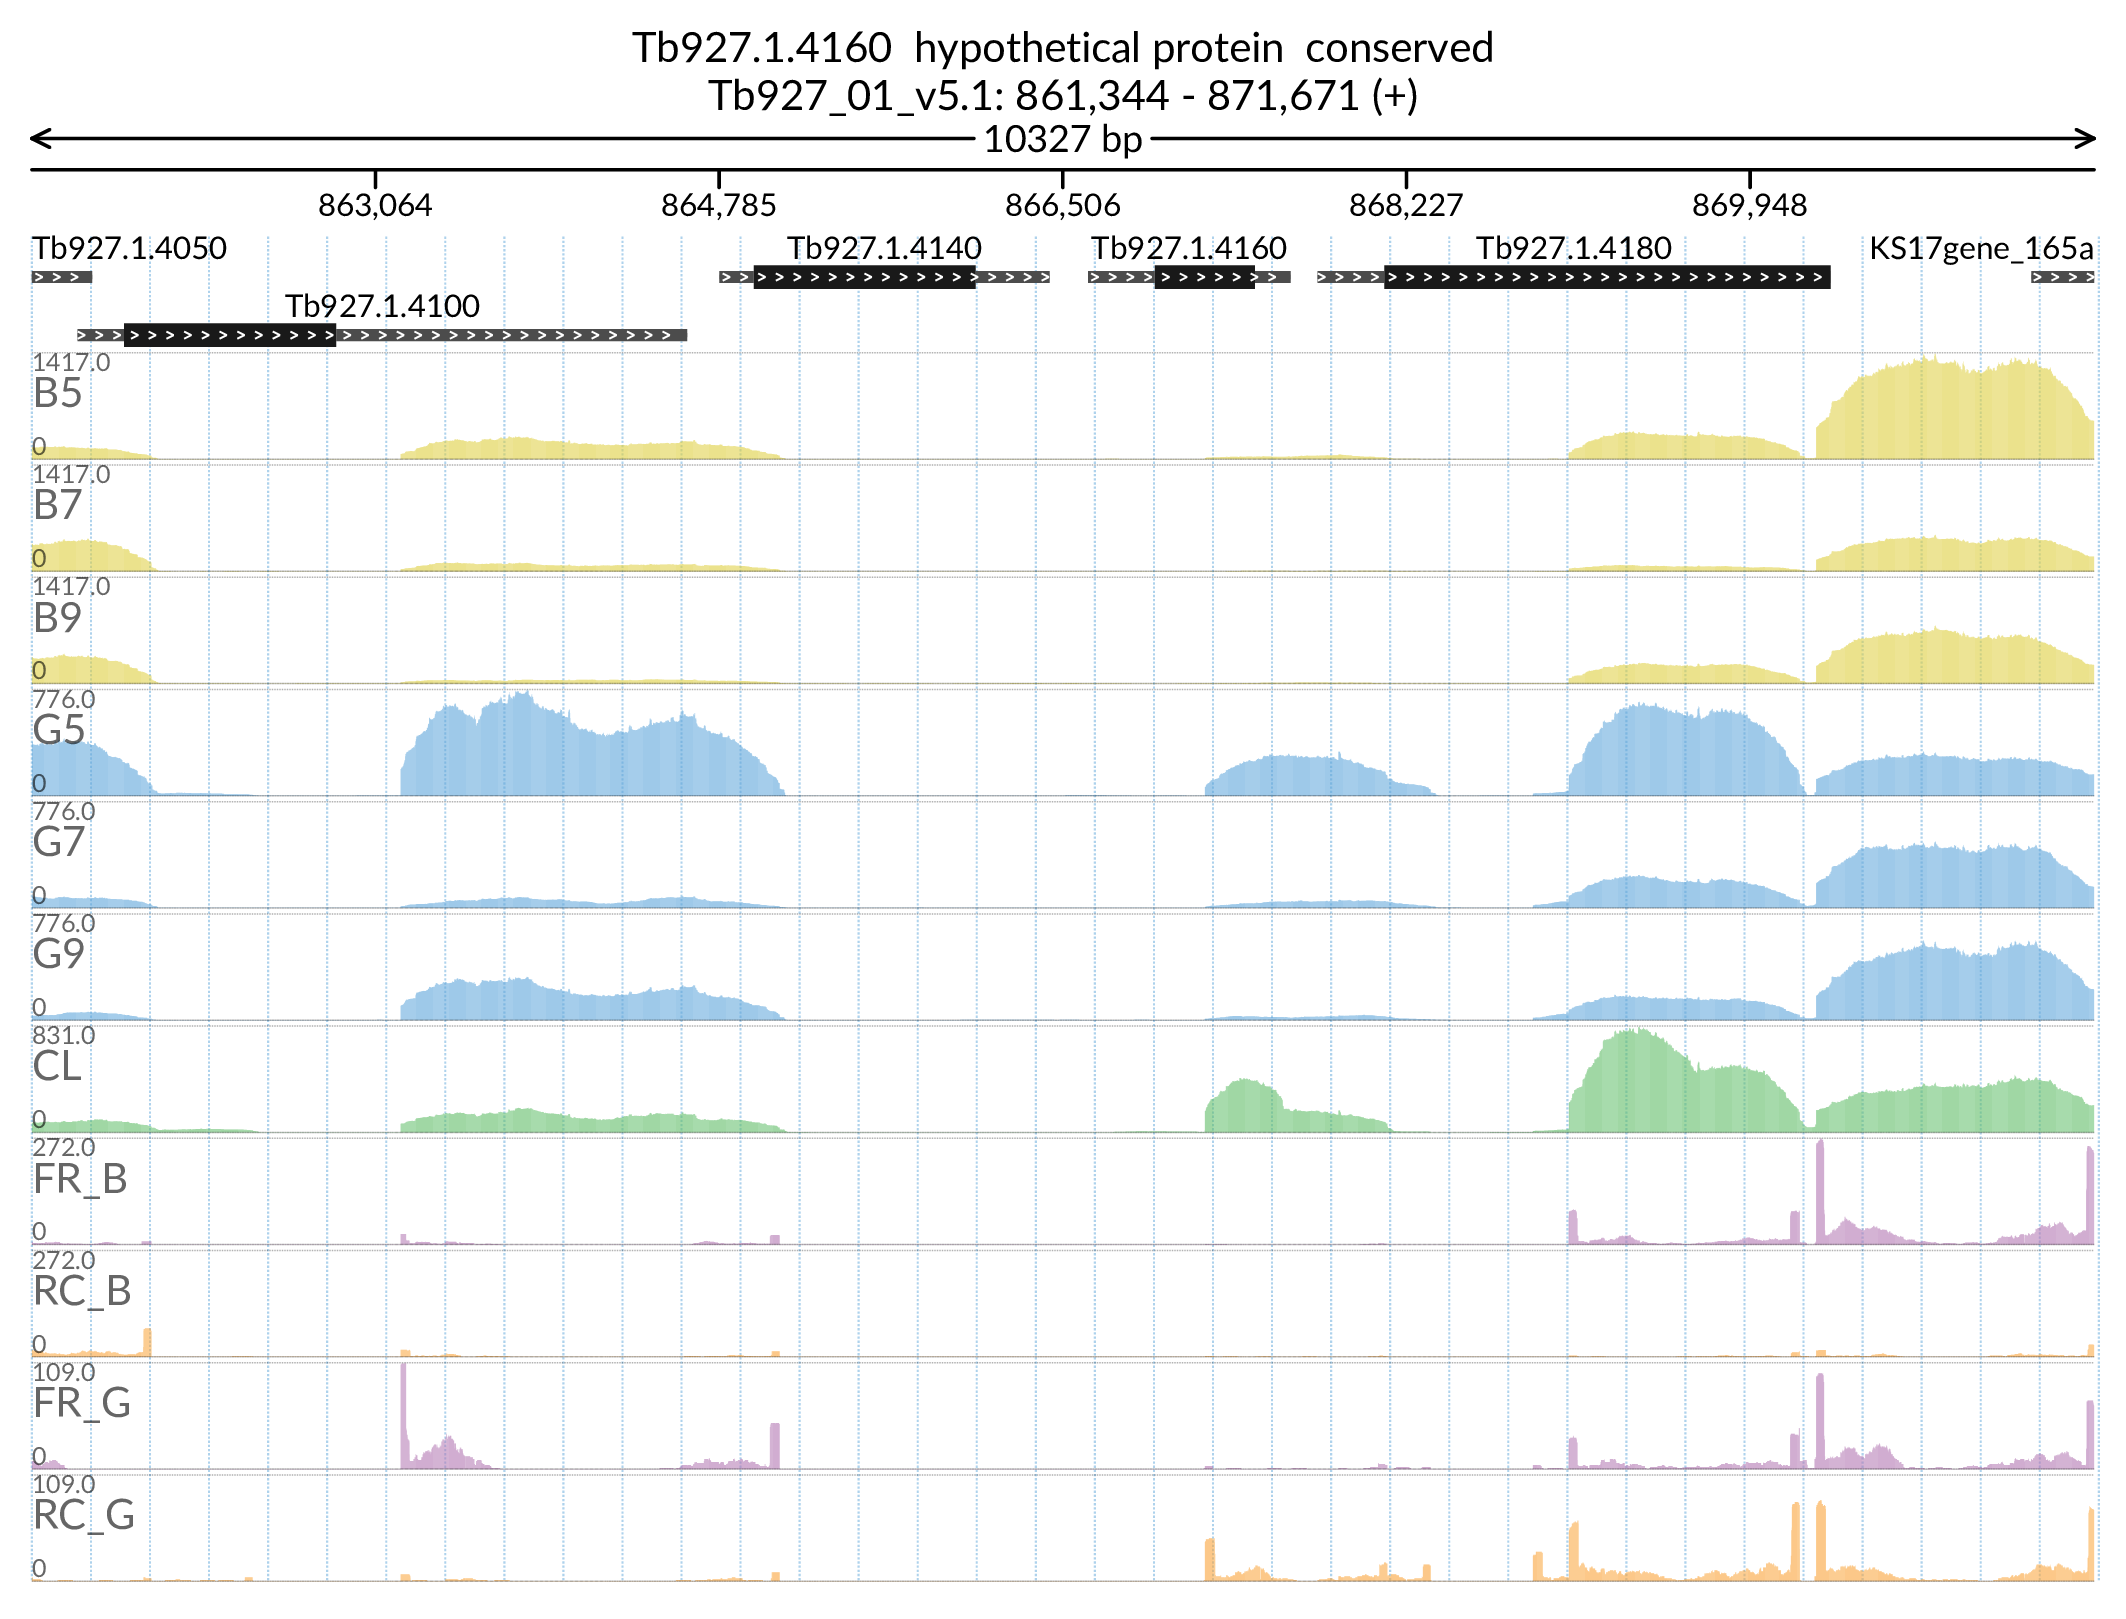 Tb927.1.4160  hypothetical protein  conserved
Tb927_01_v5.1: 861,344 - 871,671 (+)
10327 bp
863,064 864,785 866,506 868,227 869,948
Tb927.1.4050 Tb927.1.4140 Tb927.1.4160 Tb927.1.4180 KS17gene_165a
Tb927.1.4100
1417.0
B5
0
1417.0
B7
0
1417.0
B9
0
776.0
G5
0
776.0
G7
0
776.0
G9
0
831.0
CL
0
272.0
FR_B
0
272.0
RC_B
0
109.0
FR_G
0
109.0
RC_G
0